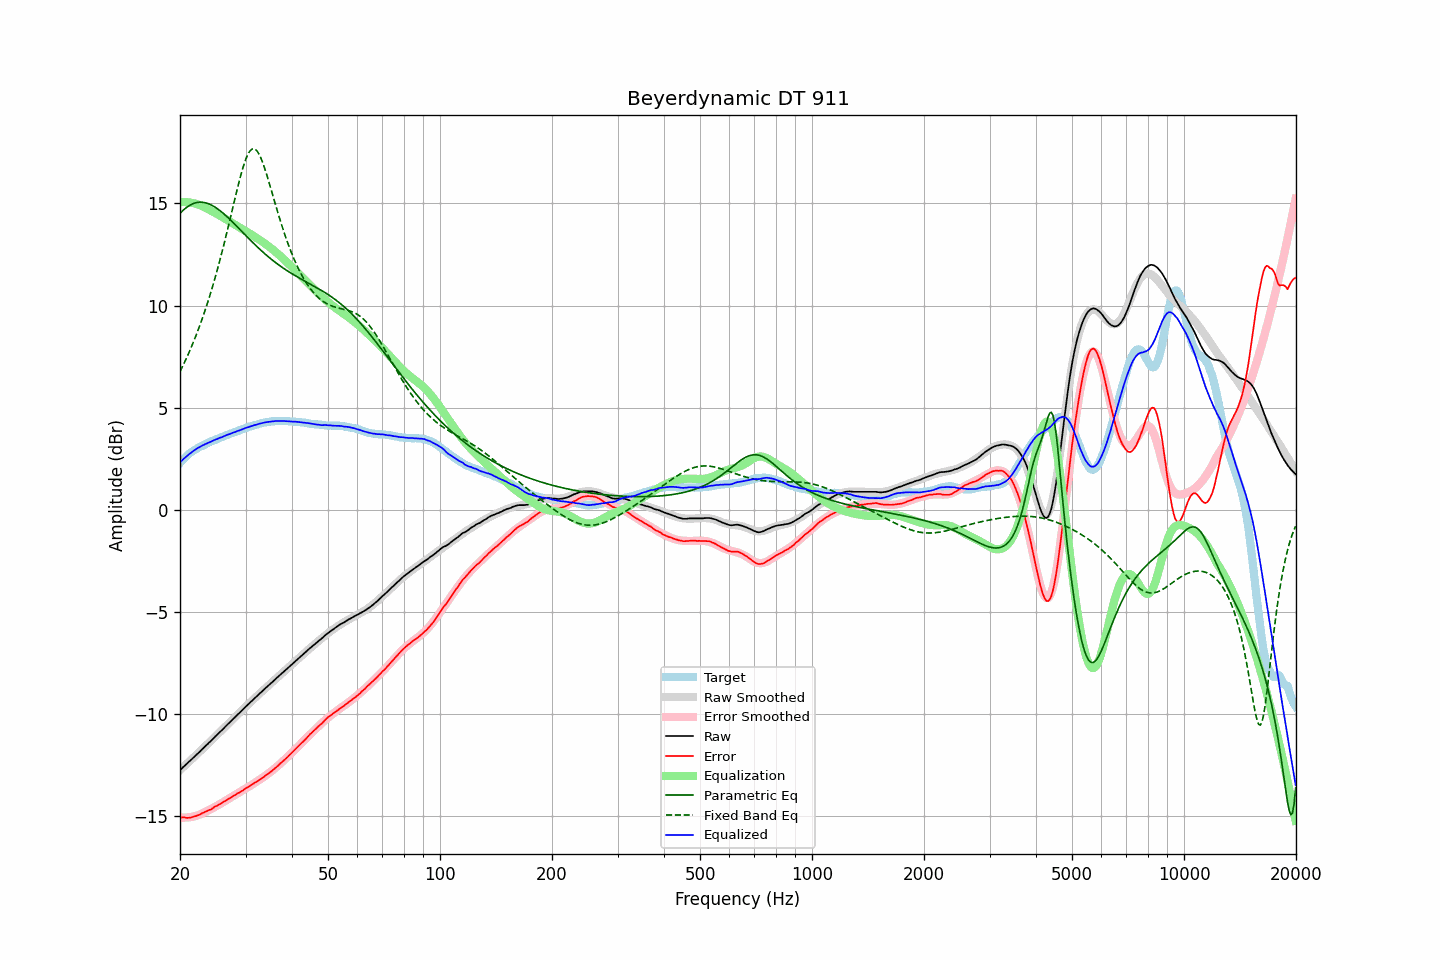 Beyerdynamic DT 911
Amplitude (dBr)
15
10
5
0
−5
−10
−15
Target
Raw Smoothed
Error Smoothed
Raw
Error
Equalization
Parametric Eq
Fixed Band Eq
Equalized
20 50 100 200 500 1000 2000 5000 10000 20000
Frequency (Hz)